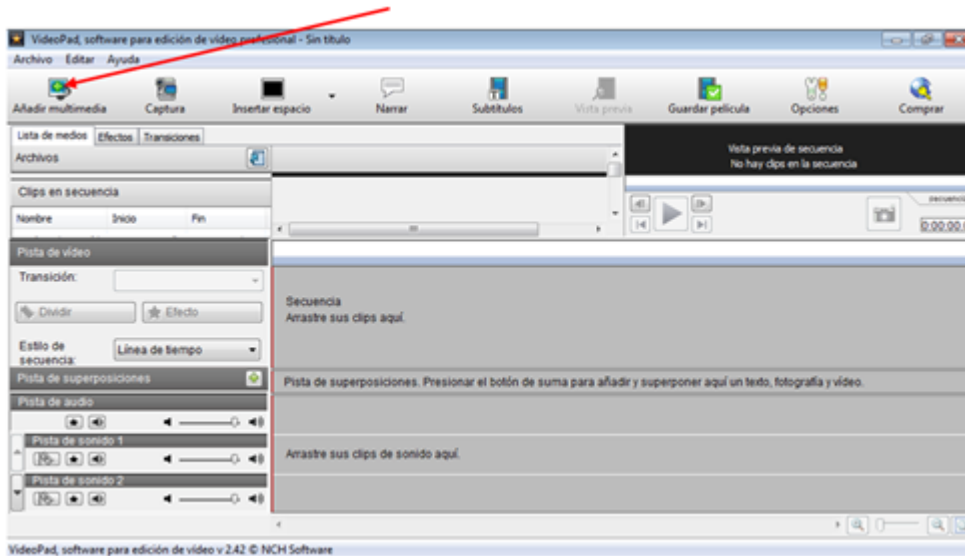 VideoPad, software para edición de vídeo profesional - Sin título
Archivo Editar Ayuda
Añadir multimedia Captura Insertar espacio Narrar Subtítulos Vista previa Guardar película Opciones Comprar
Lista de medios Efectos Transiciones
Archivos
Vista previa de secuencia
No hay clips en la secuencia
Clips en secuencia
Nombre Inicio Fin
0:00:00.
Pista de vídeo
Transición:
Dividir Efecto
Secuencia
Arrastre sus clips aquí.
Estilo de secuencia:
Línea de tiempo
Pista de superposiciones
Pista de superposiciones. Presionar el botón de suma para añadir y superponer aquí un texto, fotografía y vídeo.
Pista de audio
Pista de sonido 1
Arrastre sus clips de sonido aquí.
Pista de sonido 2
VideoPad, software para edición de vídeo v 2.42 © NCH Software